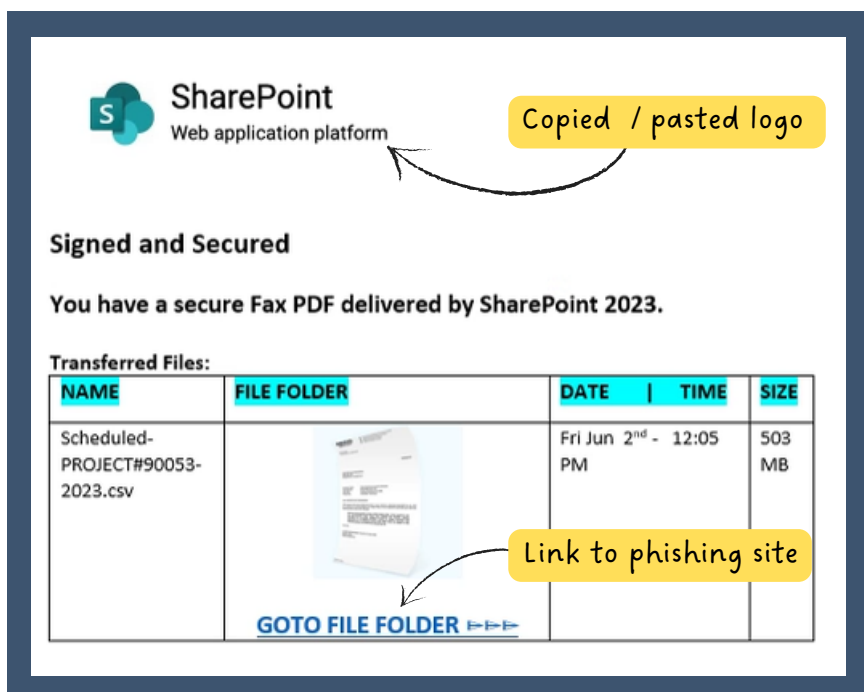 SharePoint
Web application platform
Copied / pasted logo
Signed and Secured
You have a secure Fax PDF delivered by SharePoint 2023.
Transferred Files:
NAME FILE FOLDER DATE | TIME SIZE
Scheduled- Fri Jun 2nd - 12:05 503
PROJECT#90053- PM MB
2023.csv
Link to phishing site
GOTO FILE FOLDER